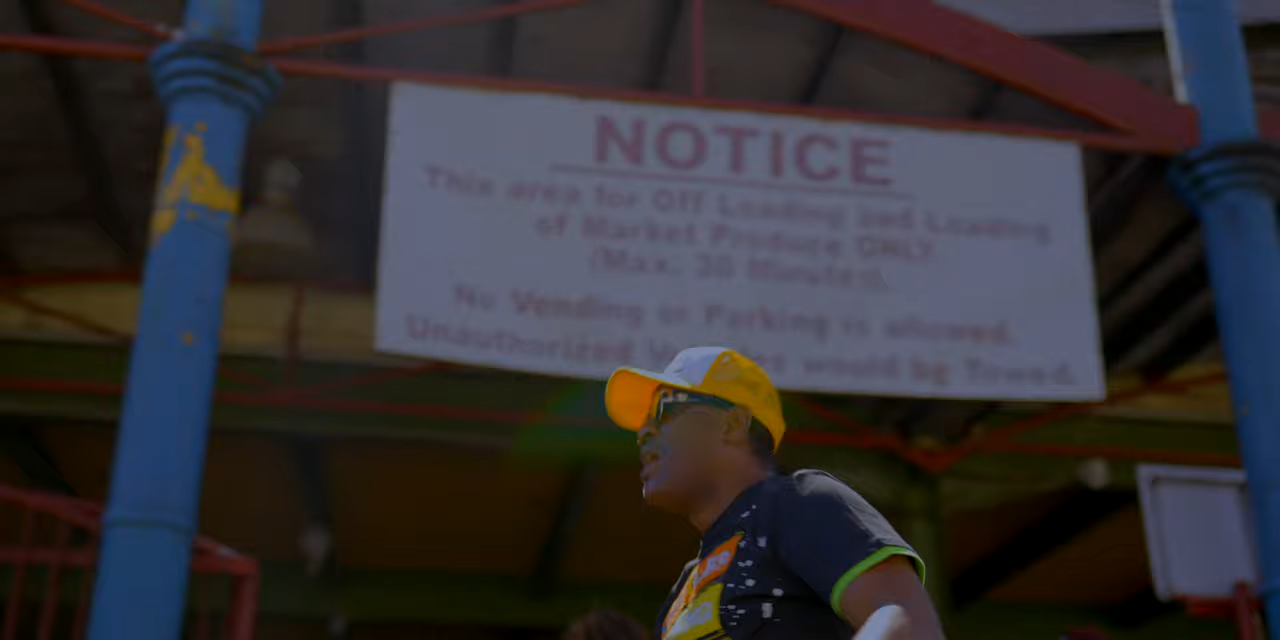 NOTICE
This area for Off Loading and Loading
of Market Produce ONLY.
(Max. 30 Minutes).
No Vending or Parking is allowed.
Unauthorized would be Towed.